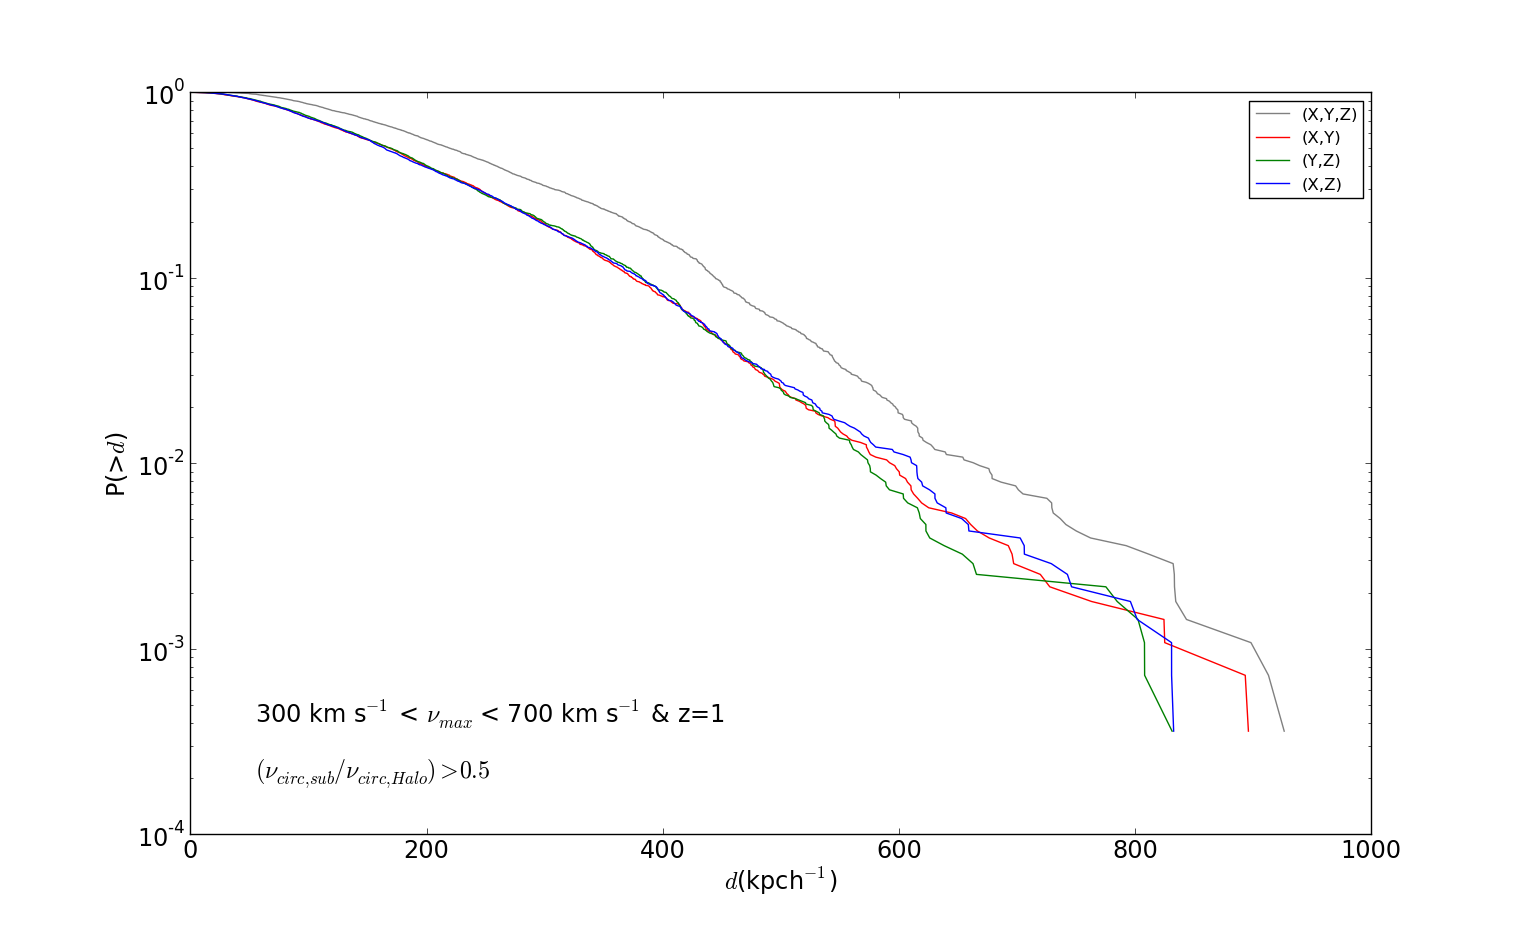 10^0
10^-1
10^-2
10^-3
10^-4
P(>d)
(X,Y,Z)
(X,Y)
(Y,Z)
(X,Z)
300 km s^−1 < ν_max < 700 km s^−1 & z=1
(ν_circ,sub/ν_circ,Halo)>0.5
0 200 400 600 800 1000
d(kpch^−1)